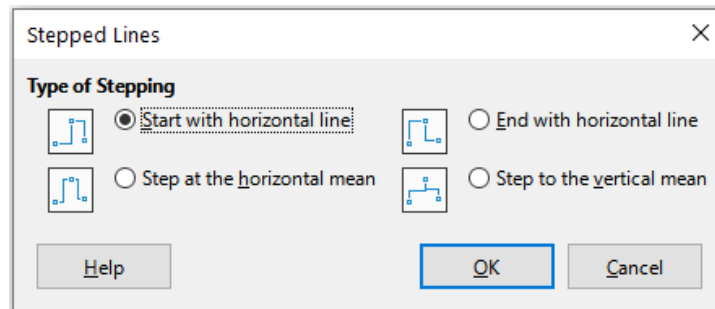 Stepped Lines
Type of Stepping
Start with horizontal line
End with horizontal line
Step at the horizontal mean
Step to the vertical mean
Help
OK
Cancel